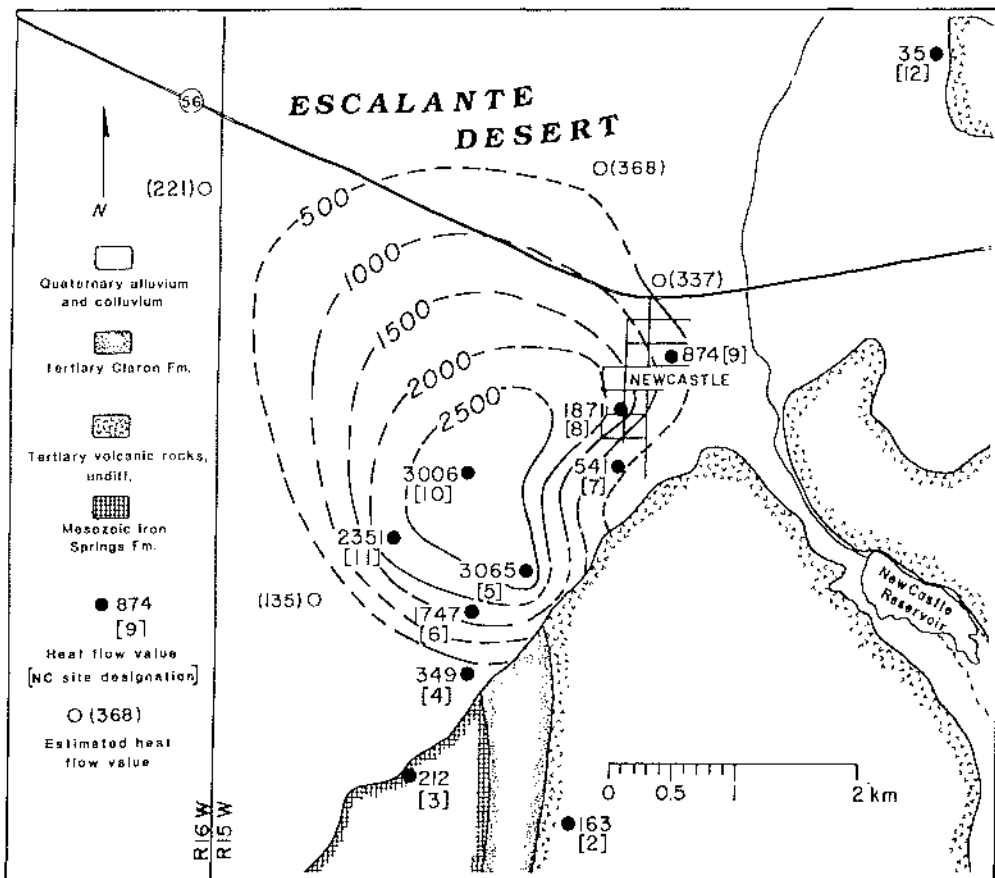 ESCALANTE
DESERT
56
35
[12]
(368)
(221)
N
500
1000
1500
2000
2500
(337)
874 [9]
NEWCASTLE
1871
[8]
541
[7]
3006
[10]
2351
[11]
3065
[5]
(135)
1747
[6]
349
[4]
212
[3]
163
[2]
Newcastle
Reservoir
Quaternary alluvium
and colluvium
Tertiary Claron Fm.
Tertiary volcanic rocks,
undiff.
Mesozoic Iron
Springs Fm.
874
[9]
Heat flow value
[NC site designation]
(368)
Estimated heat
flow value
R16W
R15W
0 0.5 1 2 km